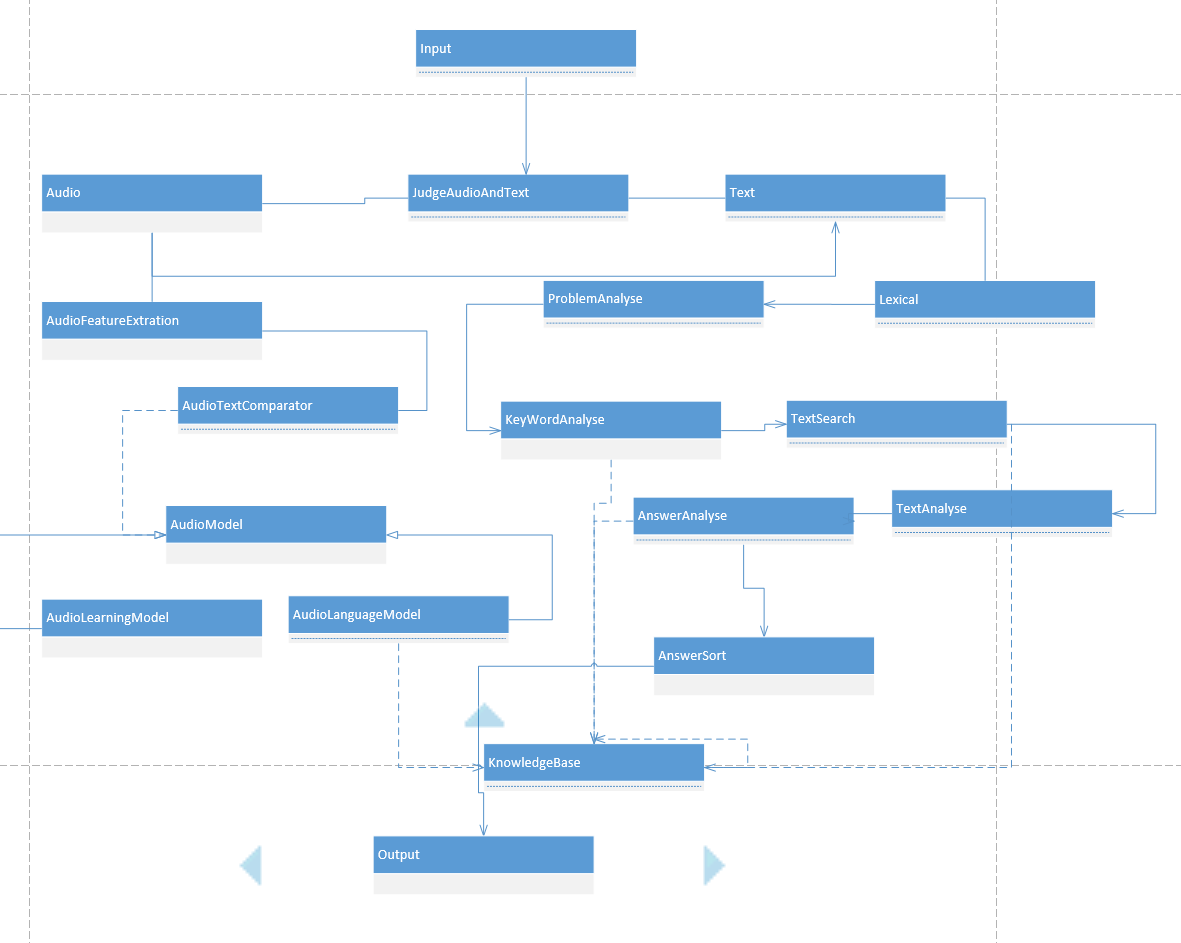 Input
Audio
JudgeAudioAndText
Text
ProblemAnalyse
Lexical
AudioFeatureExtration
AudioTextComparator
KeyWordAnalyse
TextSearch
AudioModel
AnswerAnalyse
TextAnalyse
AudioLearningModel
AudioLanguageModel
AnswerSort
KnowledgeBase
Output